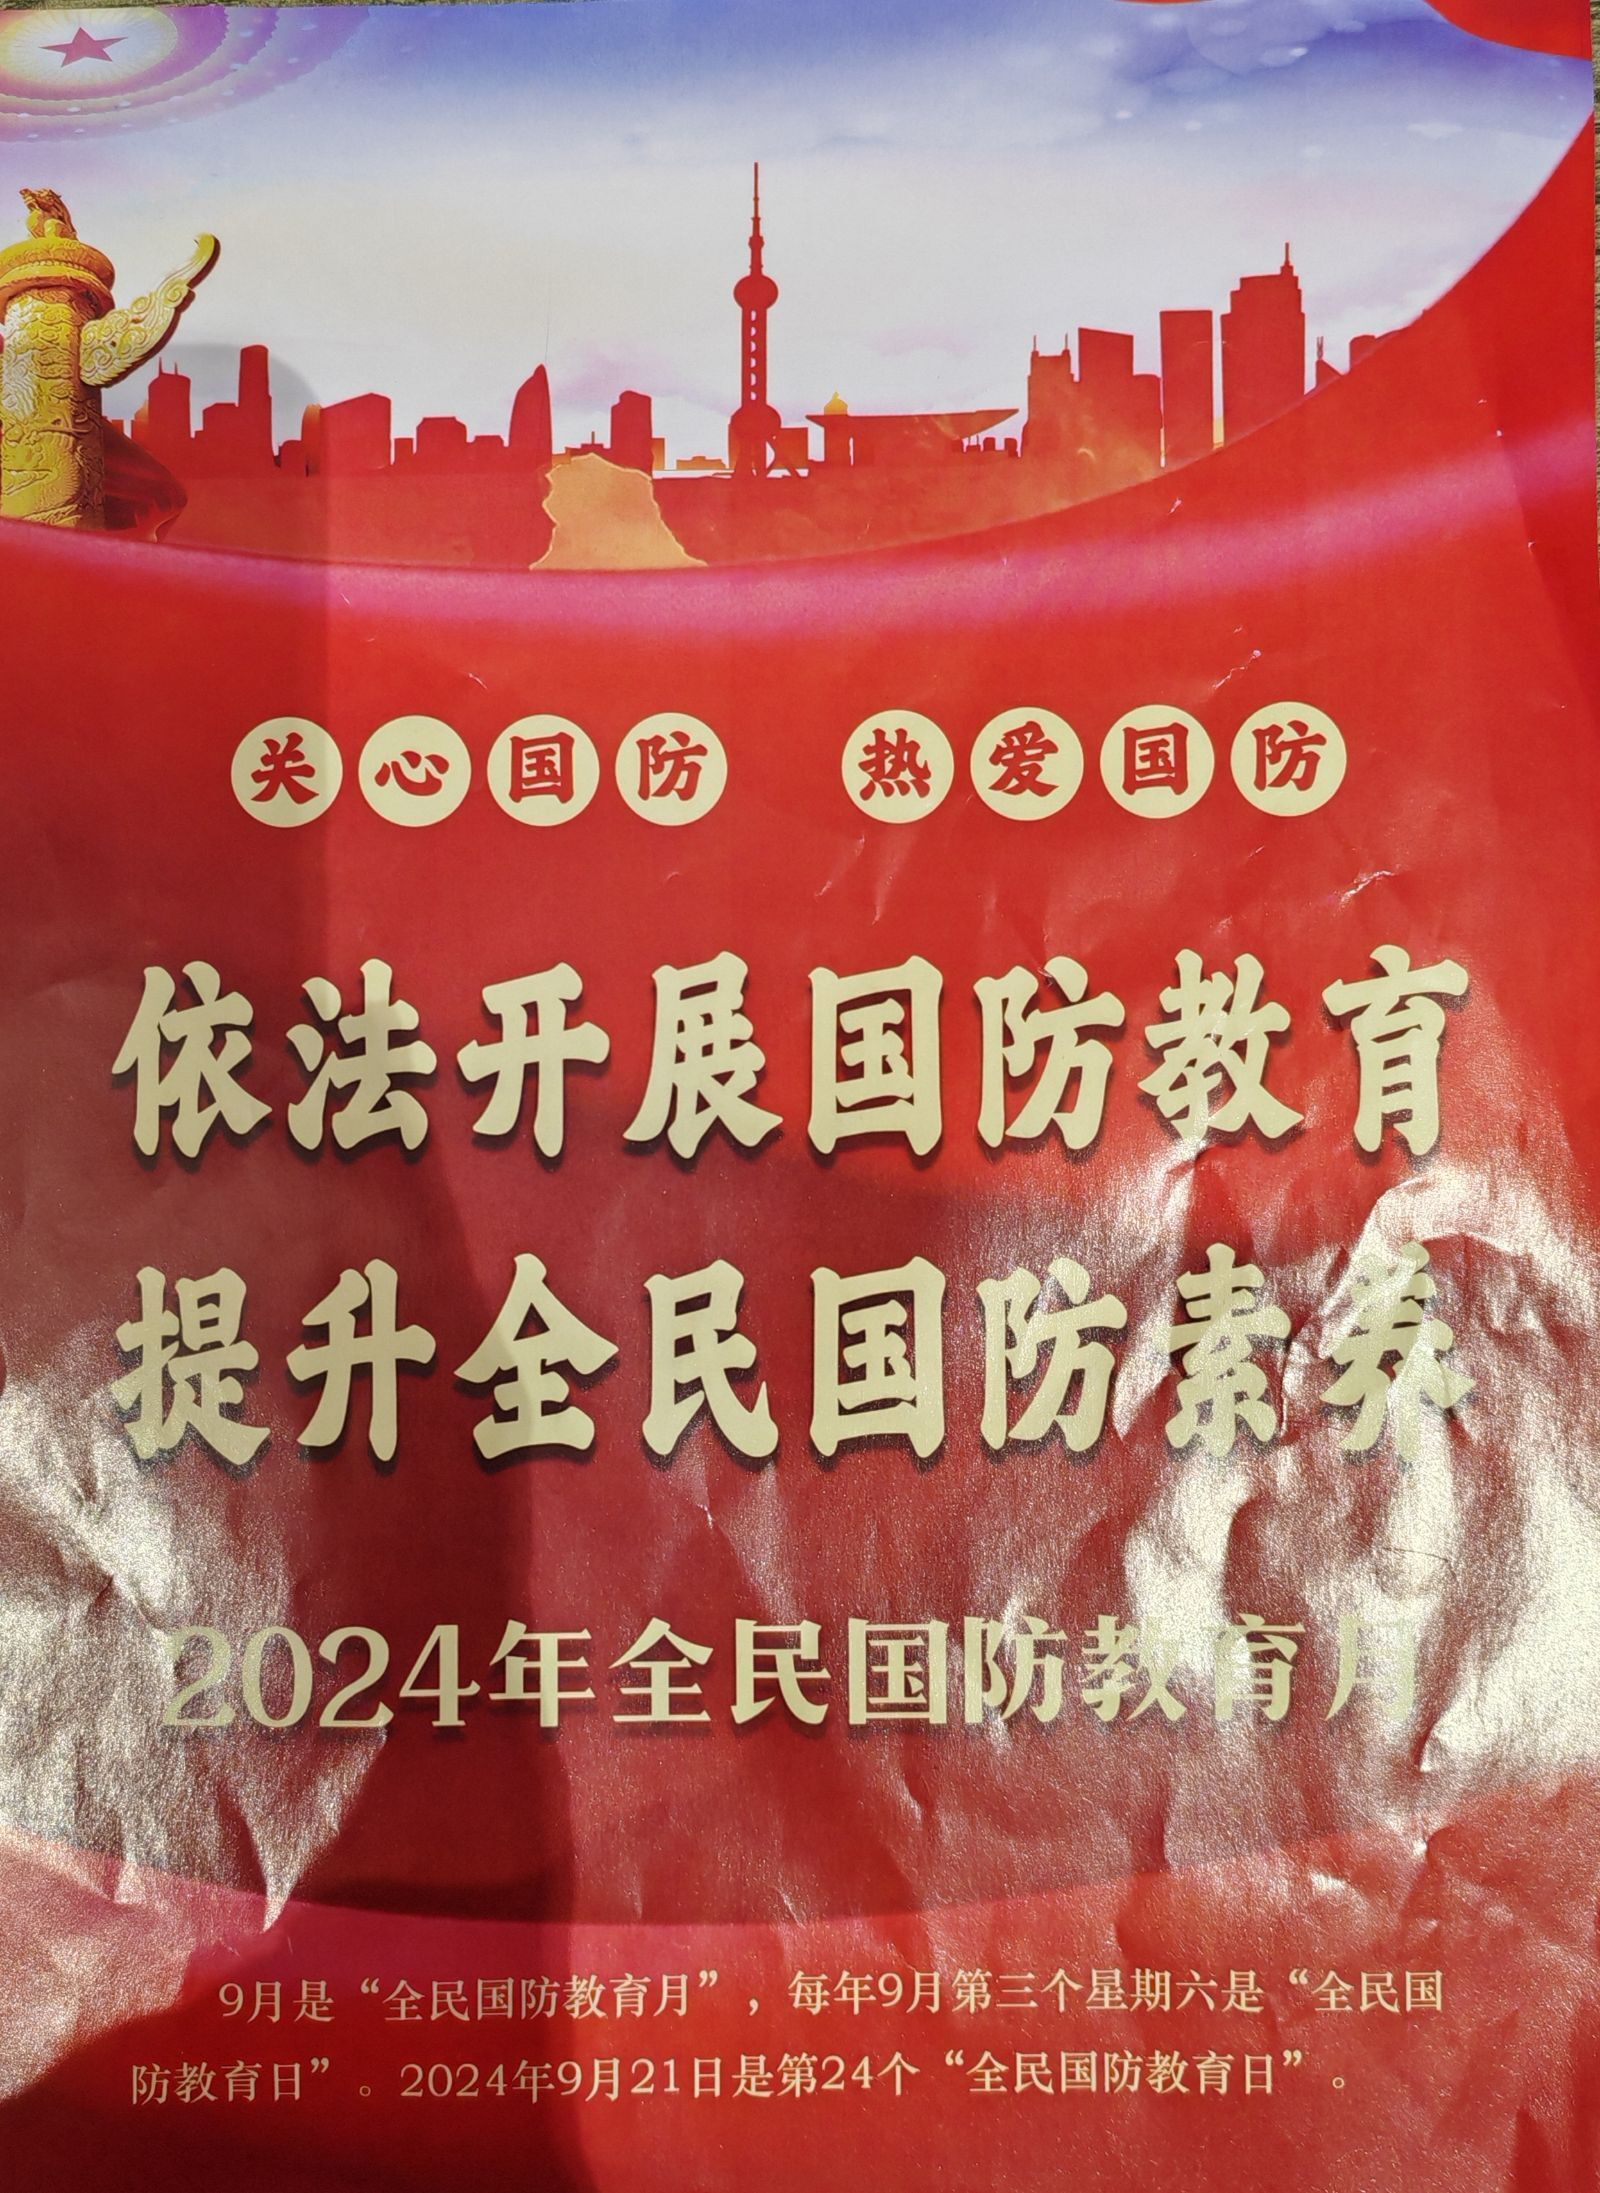 关心国防 热爱国防
依法开展国防教育
提升全民国防素养
2024年全民国防教育月
9月是“全民国防教育月”，每年9月第三个星期六是“全民国
防教育日”。2024年9月21日是第24个“全民国防教育日”。